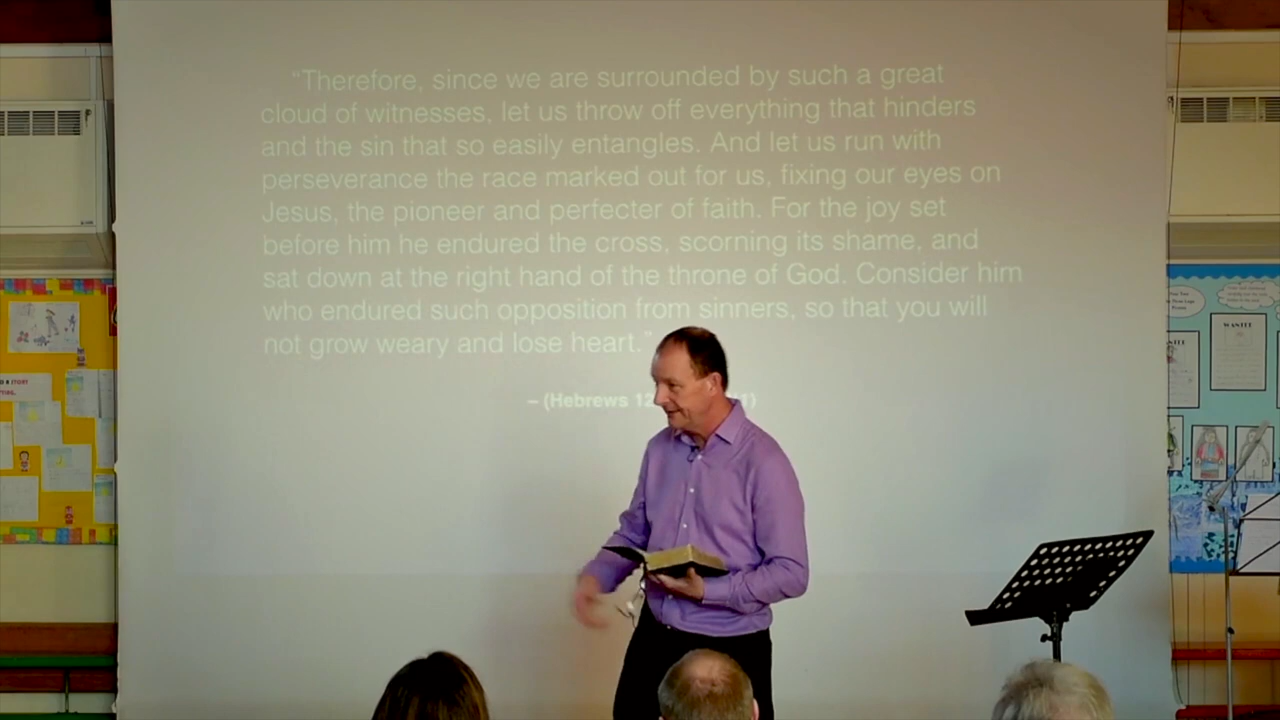 “Therefore, since we are surrounded by such a great
cloud of witnesses, let us throw off everything that hinders
and the sin that so easily entangles. And let us run with
perseverance the race marked out for us, fixing our eyes on
Jesus, the pioneer and perfecter of faith. For the joy set
before him he endured the cross, scorning its shame, and
sat down at the right hand of the throne of God. Consider him
who endured such opposition from sinners, so that you will
not grow weary and lose heart.”
– (Hebrews 12
WANTED